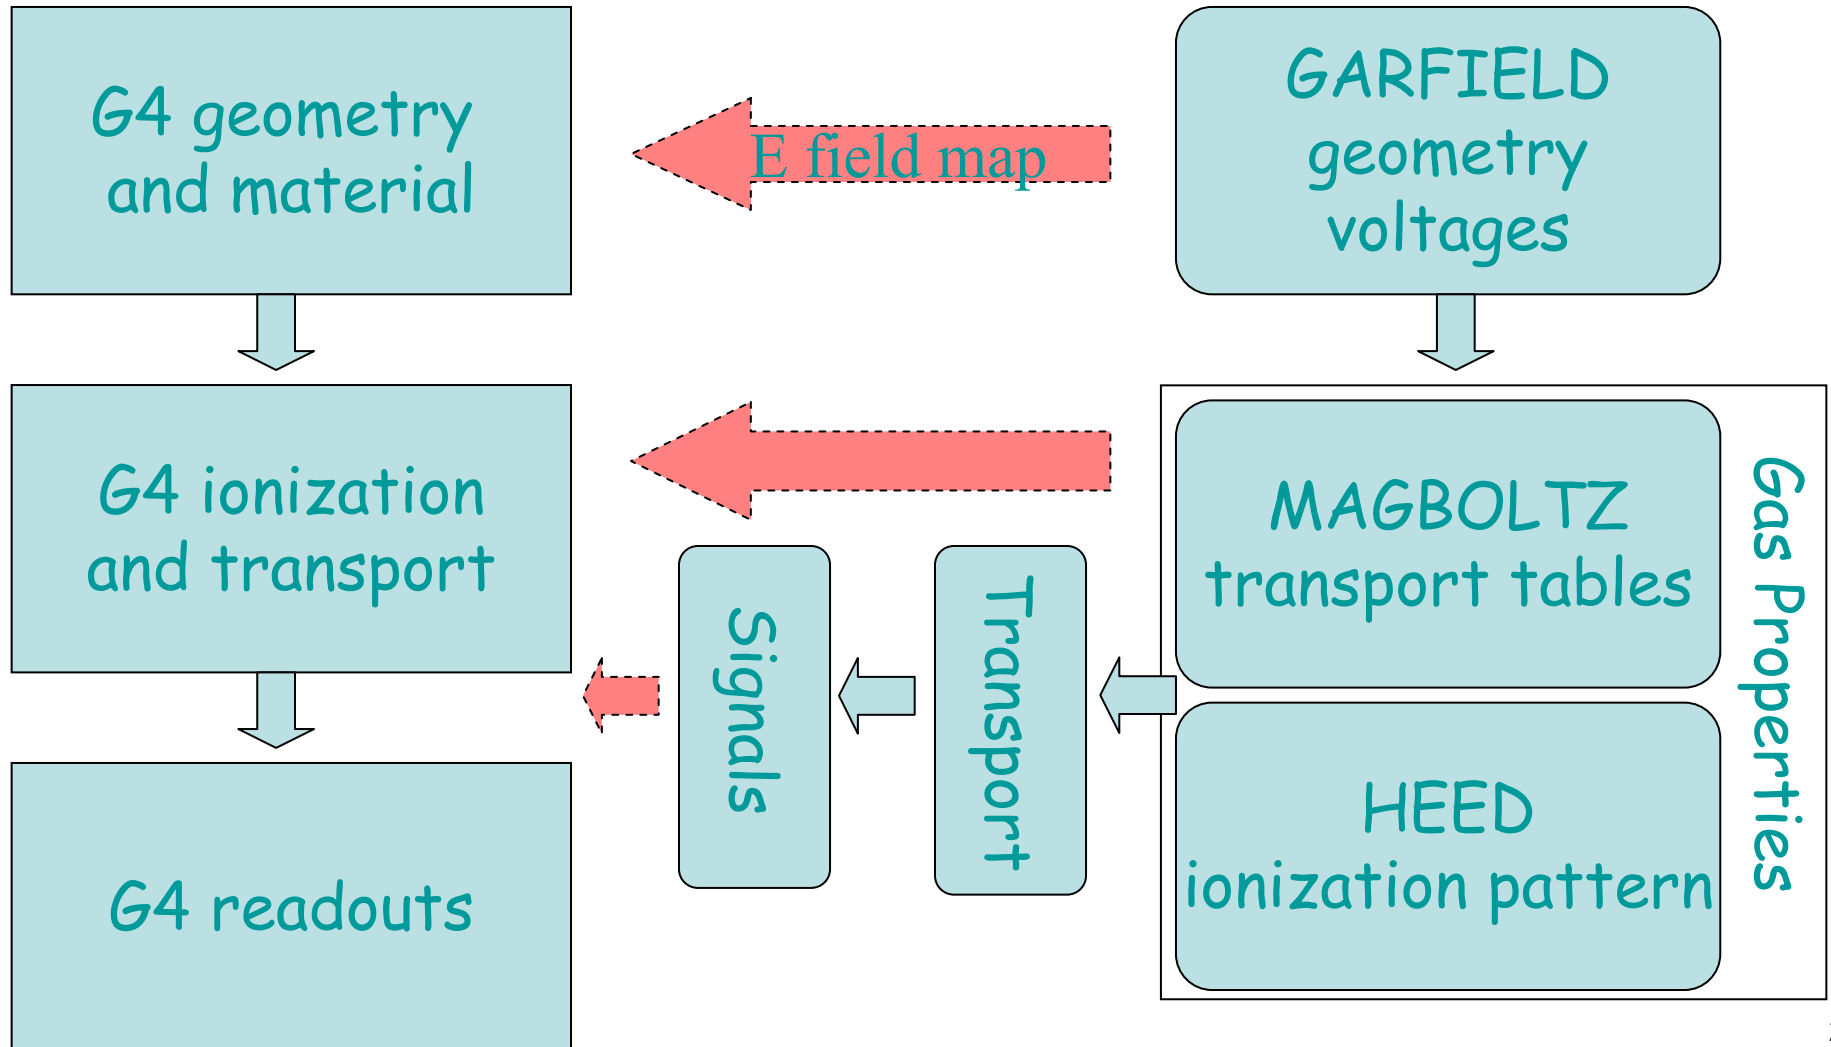 G4 geometry
and material
E field map
GARFIELD
geometry
voltages
G4 ionization
and transport
MAGBOLTZ
transport tables
Gas Properties
Signals
Transport
HEED
ionization pattern
G4 readouts